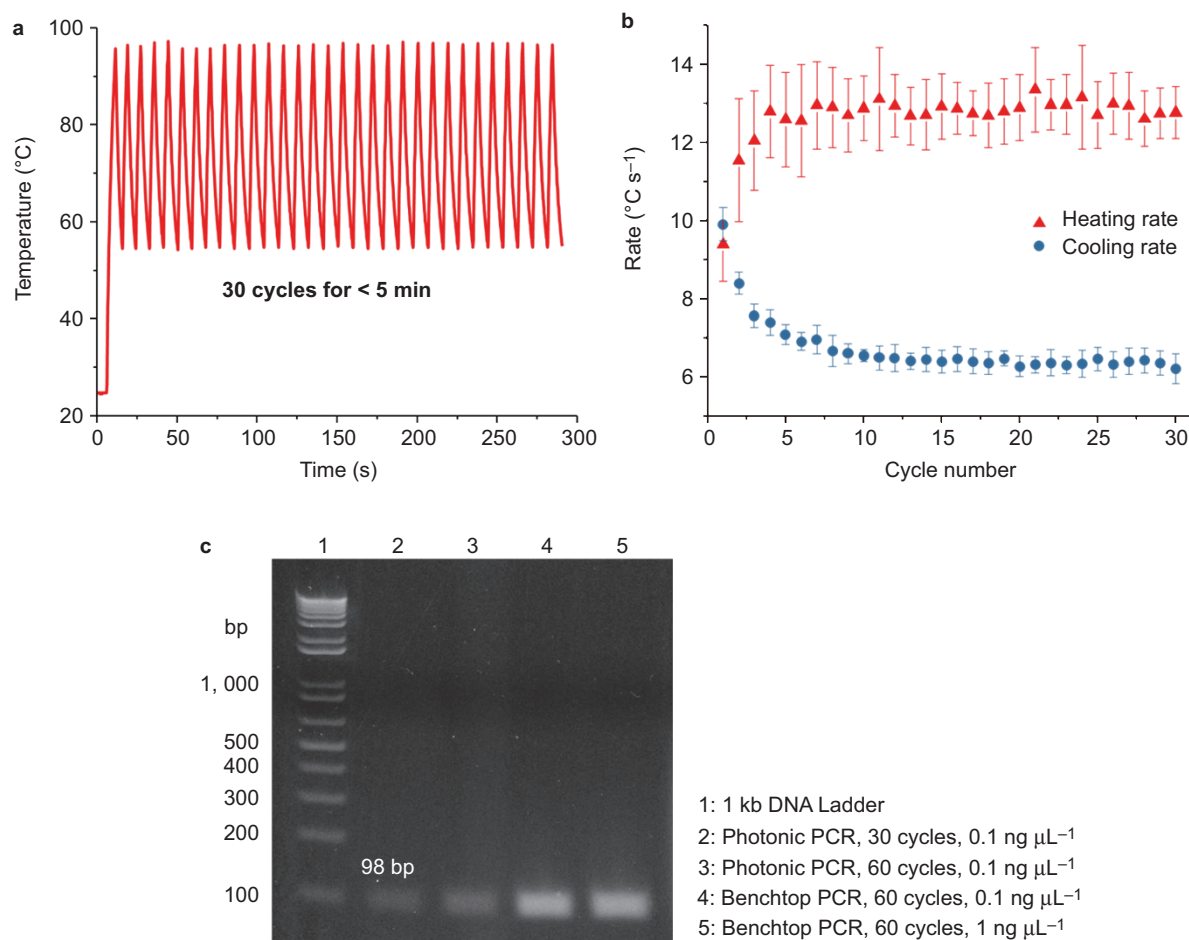 a
100
80
60
40
20
Temperature (°C)
30 cycles for < 5 min
0 50 100 150 200 250 300
Time (s)
b
14
12
10
8
6
Rate (°C s–1)
Heating rate
Cooling rate
0 5 10 15 20 25 30
Cycle number
c
1 2 3 4 5
bp
1, 000
500
400
300
200
100
98 bp
1: 1 kb DNA Ladder
2: Photonic PCR, 30 cycles, 0.1 ng μL–1
3: Photonic PCR, 60 cycles, 0.1 ng μL–1
4: Benchtop PCR, 60 cycles, 0.1 ng μL–1
5: Benchtop PCR, 60 cycles, 1 ng μL–1